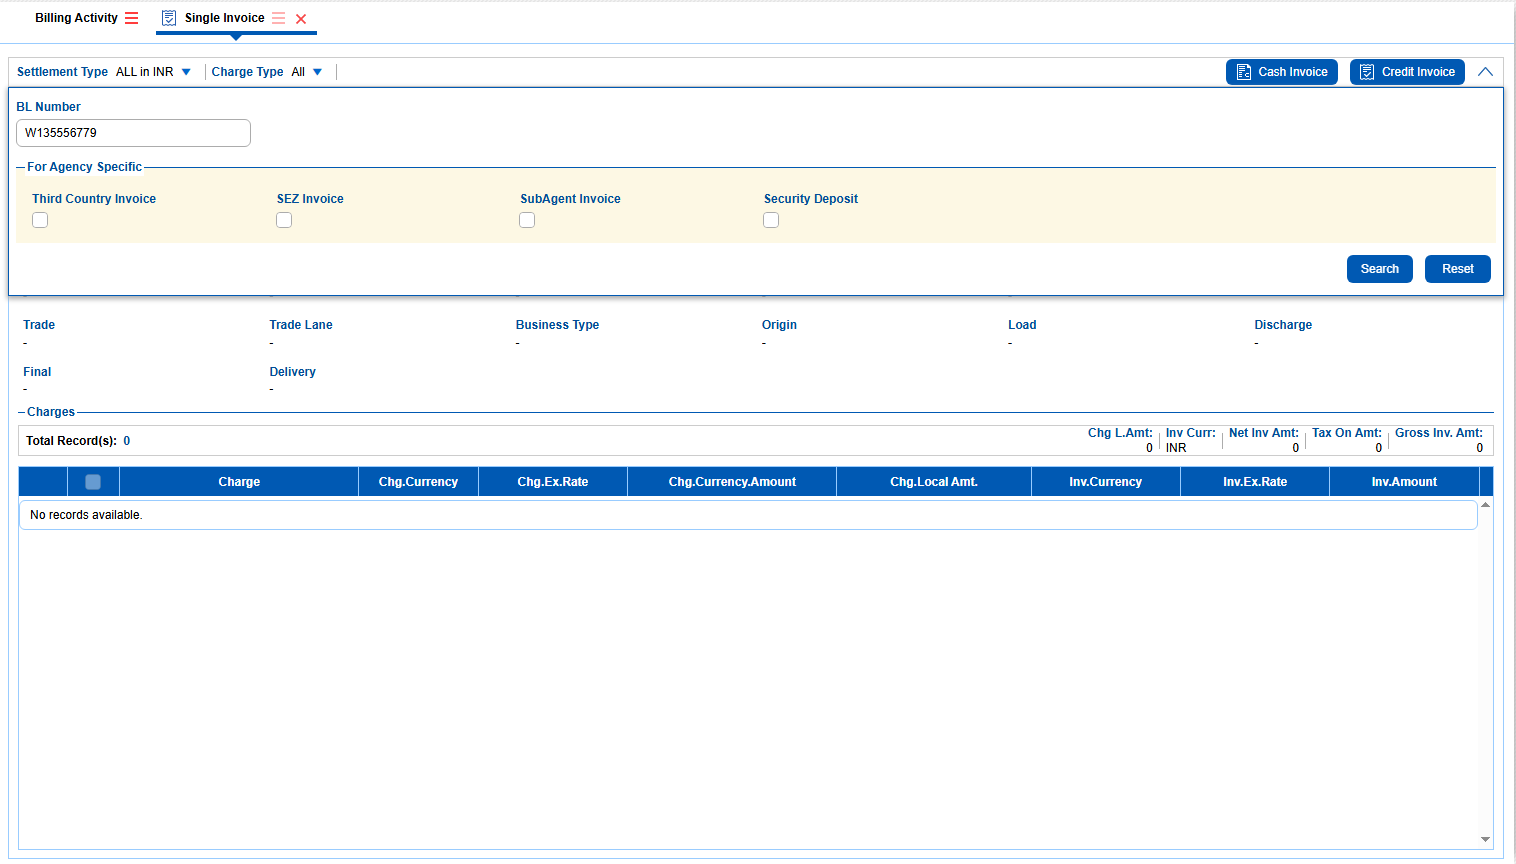 Billing Activity Single Invoice
Settlement Type ALL in INR Charge Type All Cash Invoice Credit Invoice
BL Number
W135556779
For Agency Specific
Third Country Invoice SEZ Invoice SubAgent Invoice Security Deposit
Search Reset
Trade Trade Lane Business Type Origin Load Discharge
- - - - - -
Final Delivery
- -
Charges
Total Record(s): 0
Chg L.Amt: Inv Curr: Net Inv Amt: Tax On Amt: Gross Inv. Amt:
0 INR 0 0 0
Charge Chg.Currency Chg.Ex.Rate Chg.Currency.Amount Chg.Local Amt. Inv.Currency Inv.Ex.Rate Inv.Amount
No records available.